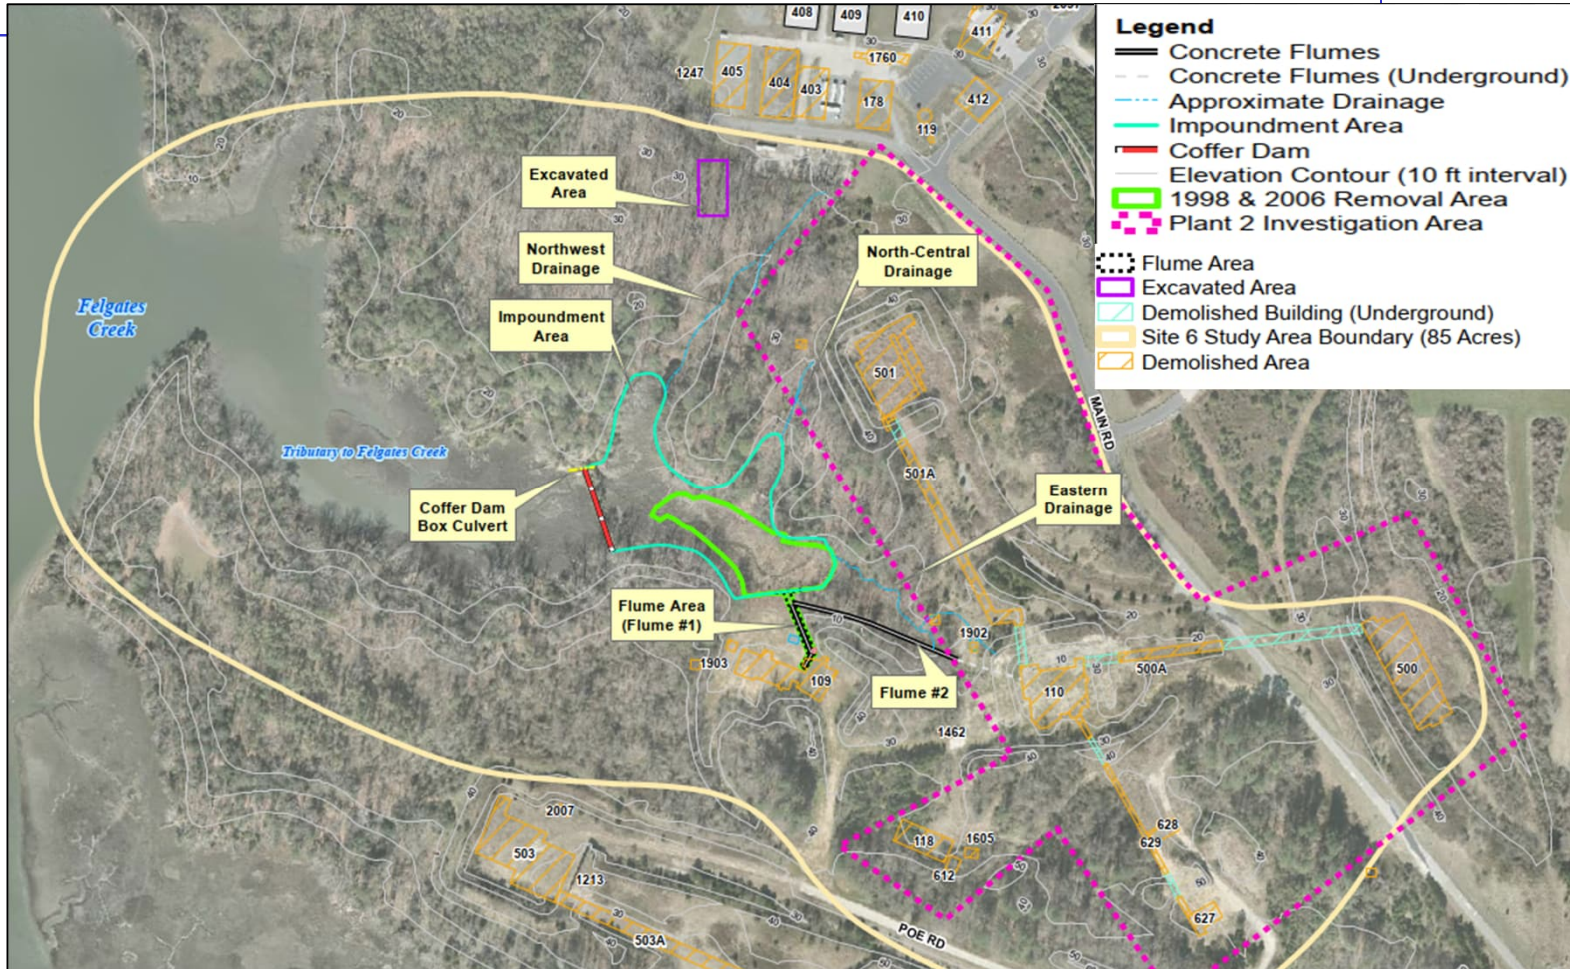 408
409
410
411
1760
1247
405
404
403
178
412
119
Legend
Concrete Flumes
Concrete Flumes (Underground)
Approximate Drainage
Impoundment Area
Coffer Dam
Elevation Contour (10 ft interval)
1998 & 2006 Removal Area
Plant 2 Investigation Area
Flume Area
Excavated Area
Demolished Building (Underground)
Site 6 Study Area Boundary (85 Acres)
Demolished Area
Excavated
Area
Northwest
Drainage
North-Central
Drainage
Impoundment
Area
Felgates
Creek
Tributary to Felgates Creek
501
MAIN RD
501A
Coffer Dam
Box Culvert
Eastern
Drainage
Flume Area
(Flume #1)
1902
1903
109
Flume #2
110
500A
500
1462
2007
503
1213
503A
118
1605
612
628
629
627
POE RD